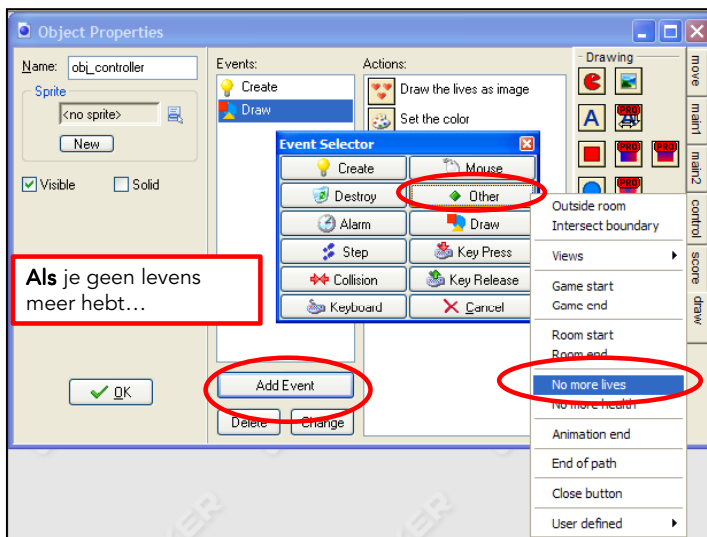 Object Properties
Name: obj_controller
Sprite
<no sprite>
New
Visible
Solid
OK
Events:
Create
Draw
Add Event
Delete
Change
Actions:
Draw the lives as image
Set the color
Event Selector
Create
Mouse
Destroy
Other
Alarm
Draw
Step
Key Press
Collision
Key Release
Keyboard
Cancel
Als je geen levens
meer hebt...
Drawing
A
PRO
PRO
PRO
PRO
move
main1
main2
control
score
draw
Outside room
Intersect boundary
Views
Game start
Game end
Room start
Room end
No more lives
No more health
Animation end
End of path
Close button
User defined